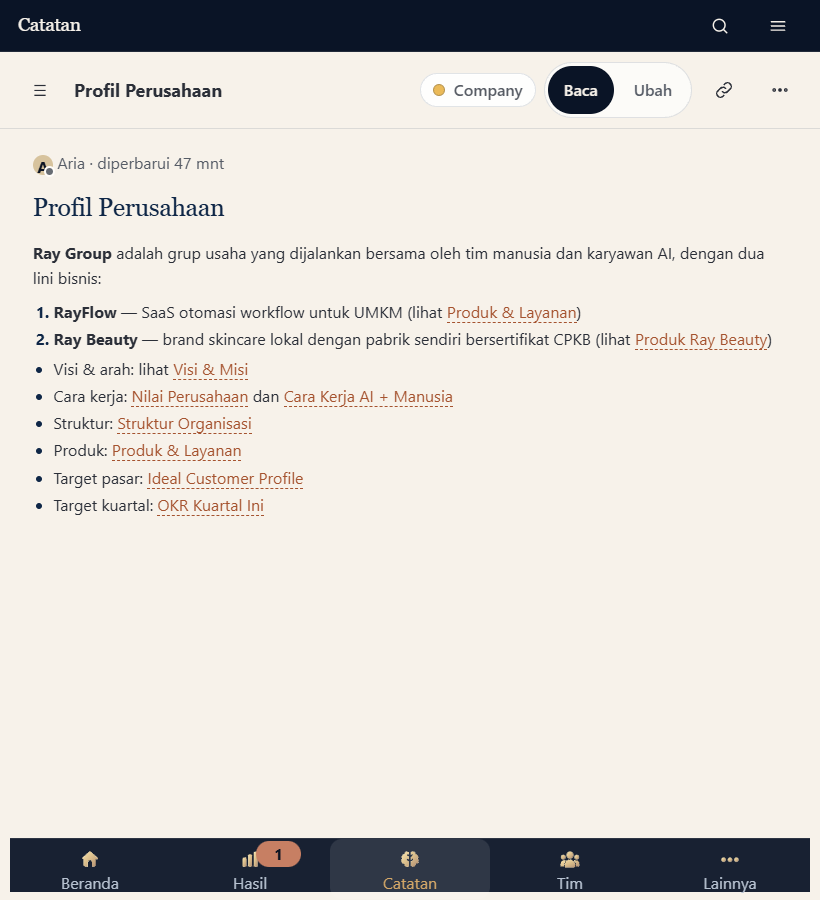 Catatan
Profil Perusahaan
Company
Baca
Ubah
A
Aria · diperbarui 47 mnt
Profil Perusahaan
Ray Group adalah grup usaha yang dijalankan bersama oleh tim manusia dan karyawan AI, dengan dua
lini bisnis:
1. RayFlow — SaaS otomasi workflow untuk UMKM (lihat Produk & Layanan)
2. Ray Beauty — brand skincare lokal dengan pabrik sendiri bersertifikat CPKB (lihat Produk Ray Beauty)
• Visi & arah: lihat Visi & Misi
• Cara kerja: Nilai Perusahaan dan Cara Kerja AI + Manusia
• Struktur: Struktur Organisasi
• Produk: Produk & Layanan
• Target pasar: Ideal Customer Profile
• Target kuartal: OKR Kuartal Ini
1
Beranda
Hasil
Catatan
Tim
Lainnya